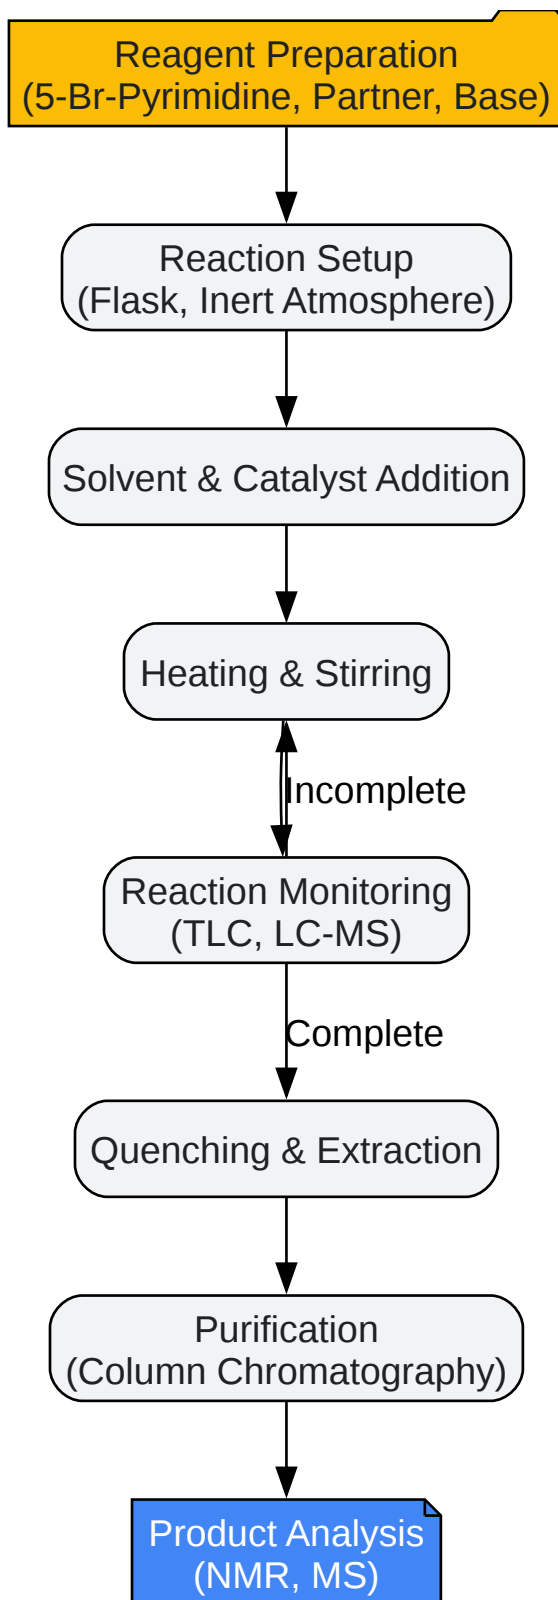 Reagent Preparation
(5-Br-Pyrimidine, Partner, Base)
Reaction Setup
(Flask, Inert Atmosphere)
Solvent & Catalyst Addition
Heating & Stirring
Incomplete
Reaction Monitoring
(TLC, LC-MS)
Complete
Quenching & Extraction
Purification
(Column Chromatography)
Product Analysis
(NMR, MS)